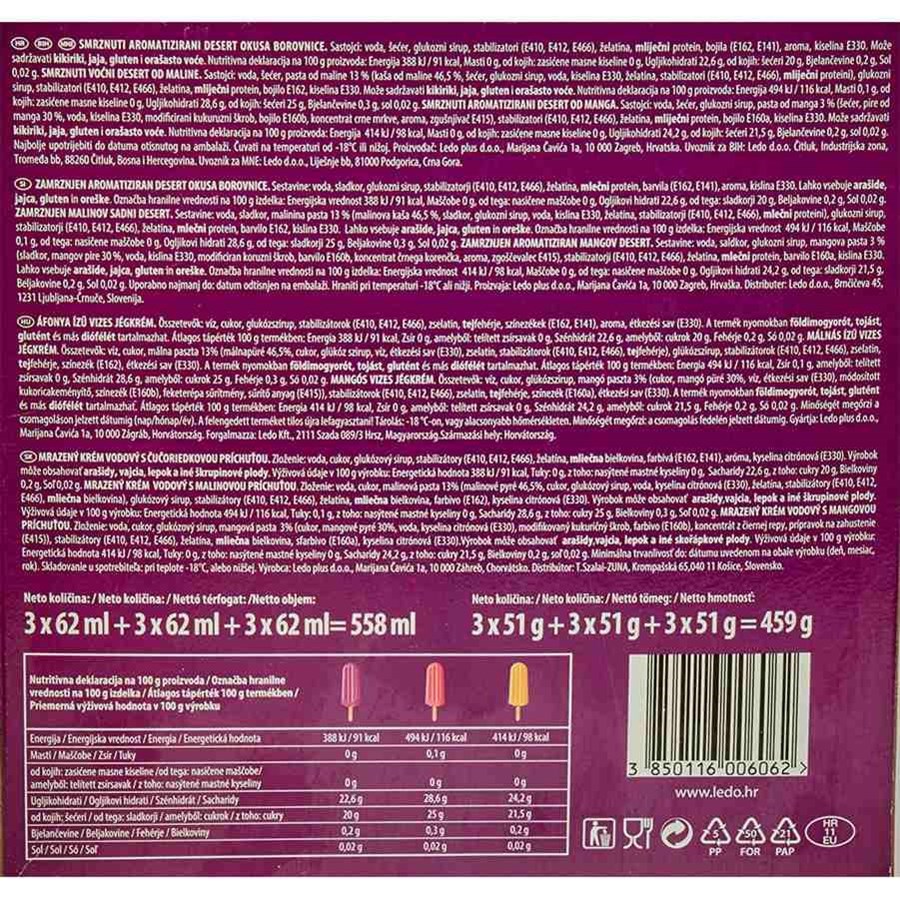 HR BIH MNE SMRZNUTI AROMATIZIRANI DESERT OKUSA BOROVNICE. Sastojci: voda, šećer, glukozni sirup, stabilizatori (E410, E412, E466), želatina, mliječni protein, bojila (E162, E141), aroma, kiselina E330. Može
sadržavati kikiriki, jaja, gluten i orašasto voće. Nutritivna deklaracija na 100 g proizvoda: Energija 388 kJ / 91 kcal, Masti 0 g, od kojih: zasićene masne kiseline 0 g, Ugljikohidrati 22,6 g, od kojih: šećeri 20 g, Bjelančevine 0,2 g, Sol
0,02 g. SMRZNUTI VOĆNI DESERT OD MALINE. Sastojci: voda, šećer, pasta od maline 13 % (kaša od maline 46,5 %, šećer, glukozni sirup, voda, kiselina E330, želatina, stabilizatori (E410, E412, E466), mliječni proteini), glukozni
sirup, stabilizatori (E410, E412, E466), želatina, mliječni protein, bojilo E162, kiselina E330. Može sadržavati kikiriki, jaja, gluten i orašasto voće. Nutritivna deklaracija na 100 g proizvoda: Energija 494 kJ / 116 kcal, Masti 0,1 g, od
kojih: zasićene masne kiseline 0 g, Ugljikohidrati 28,6 g, od kojih: šećeri 25 g, Bjelančevine 0,3 g, sol 0,02 g. SMRZNUTI AROMATIZIRANI DESERT OD MANGA. Sastojci: voda, šećer, glukozni sirup, pasta od manga 3 % (šećer, pire od
manga 30 %, voda, kiselina E330, modificirani kukuruzni škrob, bojilo E160b, koncentrat crne mrkve, aroma, zgušnjivač E415), stabilizatori (E410, E412, E466), želatina, mliječni protein, bojilo E160a, kiselina E330. Može sadržavati
kikiriki, jaja, gluten i orašasto voće. Nutritivna deklaracija na 100 g proizvoda: Energija 414 kJ / 98 kcal, Masti 0 g, od kojih: zasićene masne kiseline 0 g, Ugljikohidrati 24,2 g, od kojih: šećeri 21,5 g, Bjelančevine 0,2 g, sol 0,02 g.
Najbolje upotrijebiti do datuma otisnutog na ambalaži. Čuvati na temperaturi od -18°C ili nižoj. Proizvođač: Ledo plus d.o.o., Marijana Čavića 1a, 10 000 Zagreb, Hrvatska. Uvoznik za BIH: Ledo d.o.o. Čitluk, Industrijska zona,
Tromeđa bb, 88260 Čitluk, Bosna i Hercegovina. Uvoznik za MNE: Ledo d.o.o., Liješnje bb, 81000 Podgorica, Crna Gora.
SI ZAMRZNJEN AROMATIZIRAN DESERT OKUSA BOROVNICE. Sestavine: voda, sladkor, glukozni sirup, stabilizatorji (E410, E412, E466), želatina, mlečni protein, barvila (E162, E141), aroma, kislina E330. Lahko vsebuje arašide,
jajca, gluten in oreške. Označba hranilne vrednosti na 100 g izdelka: Energijska vrednost 388 kJ / 91 kcal, Maščobe 0 g, od tega: nasičene maščobe 0 g, Ogljikovi hidrati 22,6 g, od tega: sladkorji 20 g, Beljakovine 0,2 g, Sol 0,02 g.
ZAMRZNJEN MALINOV SADNI DESERT. Sestavine: voda, sladkor, malinina pasta 13 % (malinova kaša 46,5 %, sladkor, glukozni sirup, voda, kislina E330, želatina, stabilizatorji (E410, E412, E466), mlečni proteini), glukozni sirup,
stabilizatorji (E410, E412, E466), želatina, mlečni protein, barvilo E162, kislina E330. Lahko vsebuje arašide, jajca, gluten in oreške. Označba hranilne vrednosti na 100 g izdelka: Energijska vrednost 494 kJ / 116 kcal, Maščobe
0,1 g, od tega: nasičene maščobe 0 g, Ogljikovi hidrati 28,6 g, od tega: sladkorji 25 g, Beljakovine 0,3 g, Sol 0,02 g. ZAMRZNJEN AROMATIZIRAN MANGOV DESERT. Sestavine: voda, saldkor, glukozni sirup, mangova pasta 3 %
(sladkor, mangov pire 30 %, voda, kislina E330, modificiran koruzni škrob, barvilo E160b, koncentrat črnega korenčka, aroma, zgoščevalec E415), stabilizatorji (E410, E412, E466), želatina, mlečni protein, barvilo E160a, kislina E330.
Lahko vsebuje arašide, jajca, gluten in oreške. Označba hranilne vrednosti na 100 g izdelka: Energijska vrednost 414 kJ / 98 kcal, Maščobe 0 g, od tega: nasičene maščobe 0 g, Ogljikovi hidrati 24,2 g, od tega: sladkorji 21,5 g,
Beljakovine 0,2 g, Sol 0,02 g. Uporabno najmanj do: datum odtisnjen na embalaži. Hraniti pri temperaturi -18°C ali nižji. Proizvaja: Ledo plus d.o.o., Marijana Čavića 1a, 10 000 Zagreb, Hrvaška. Distributer: Ledo d.o.o., Brnčičeva 45,
1231 Ljubljana-Črnuče, Slovenija.
HU ÁFONYA ÍZŰ VIZES JÉGKRÉM. Összetevők: víz, cukor, glukózszirup, stabilizátorok (E410, E412, E466), zselatin, tejfehérje, színezékek (E162, E141), aroma, étkezési sav (E330). A termék nyomokban földimogyorót, tojást,
glutént és más diófélét tartalmazhat. Átlagos tápérték 100 g termékben: Energia 388 kJ / 91 kcal, Zsír 0 g, amelyből: telített zsírsavak 0 g, Szénhidrát 22,6 g, amelyből: cukrok 20 g, Fehérje 0,2 g, Só 0,02 g. MÁLNÁS ÍZŰ VIZES
JÉGKRÉM. Összetevők: víz, cukor, málna paszta 13% (málnapüré 46,5%, cukor, glükóz szirup, víz, étkezési sav (E330), zselatin, stabilizátorok (E410, E412, E466), tejfehérje), glükózszirup, stabilizátorok (E410, E412, E466), zselatin,
tejfehérje, színezék (E162), étkezési sav (E330). A termék nyomokban földimogyorót, tojást, glutént és más diófélét tartalmazhat. Átlagos tápérték 100 g termékben: Energia 494 kJ / 116 kcal, Zsír 0,1 g, amelyből: telített
zsírsavak 0 g, Szénhidrát 28,6 g, amelyből: cukrok 25 g, Fehérje 0,3 g, Só 0,02 g. MANGÓS VIZES JÉGKRÉM. Összetevők: víz, cukor, glükózszirup, mangó paszta 3% (cukor, mangó püré 30%, víz, étkezési sav (E330), módosított
kukoricakeményítő, színezék (E160b), feketerépa sűrítmény, sűrítő anyag (E415)), stabilizátorok (E410, E412, E466), zselatin, tejfehérje, színezék (E160a), étkezési sav (E330). A termék nyomokban földimogyorót, tojást, glutént
és más diófélét tartalmazhat. Átlagos tápérték 100 g termékben: Energia 414 kJ / 98 kcal, Zsír 0 g, amelyből: telített zsírsavak 0 g, Szénhidrát 24,2 g, amelyből: cukrok 21,5 g, Fehérje 0,2 g, Só 0,02 g. Minőségét megőrzi a
csomagoláson jelzett dátumig (nap/hónap/év). A felengedett terméket tilos újra lefagyasztani! Tárolás: -18 °C-on, vagy alacsonyabb hőmérsékleten. Minőségét megőrzi: a csomagolás fedelén jelzett dátumig. Gyártja: Ledo plus d.o.o.,
Marijana Čavića 1a, 10 000 Zágráb, Horvátország. Forgalmazza: Ledo Kft., 2111 Szada 089/3 Hrsz, Magyarország.Származási hely: Horvátország.
SK MRAZENÝ KRÉM VODOVÝ S ČUČORIEDKOVOU PRÍCHUŤOU. Zloženie: voda, cukor, glukózový sirup, stabilizátory (E410, E412, E466), želatína, mliečna bielkovina, farbivá (E162, E141), aróma, kyselina citrónová (E330). Výrobok
môže obsahovať arašidy, vajcia, lepok a iné škrupinové plody. Výživová údaje v 100 g výrobku: Energetická hodnota 388 kJ / 91 kcal, Tuky: 0 g, z toho: nasýtené mastné kyseliny 0 g, Sacharidy 22,6 g, z toho: cukry 20 g, Bielkoviny
0,2 g, Soľ 0,02 g. MRAZENÝ KRÉM VODOVÝ S MALINOVOU PRÍCHUŤOU. Zloženie: voda, cukor, malinová pasta 13% (malinové pyré 46,5%, cukor, glukózový sirup, voda, kyselina citrónová (E330), želatína, stabilizátory (E410, E412,
E466), mliečna bielkovina), glukózový sirup, stabilizátory (E410, E412, E466), želatína, mliečna bielkovina, farbivo (E162), kyselina citrónová (E330). Výrobok môže obsahovať arašidy,vajcia, lepok a iné škrupinové plody.
Výživová údaje v 100 g výrobku: Energetická hodnota 494 kJ / 116 kcal, Tuky: 0,1 g, z toho: nasýtené mastné kyseliny 0 g, Sacharidy 28,6 g, z toho: cukry 25 g, Bielkoviny 0,3 g, Soľ 0,02 g. MRAZENÝ KRÉM VODOVÝ S MANGOVOU
PRÍCHUŤOU. Zloženie: voda, cukor, glukózový sirup, mangová pasta 3% (cukor, mangové pyré 30%, voda, kyselina citrónová (E330), modifikovaný kukuričný škrob, farbivo (E160b), koncentrát z čiernej repy, prípravok na zahustenie
(E415)), stabilizátory (E410, E412, E466), želatína, mliečna bielkovina, sfarbivo (E160a), kyselina citrónová (E330).Výrobok môže obsahovať arašidy,vajcia, lepok a iné skořápkové plody. Výživová údaje v 100 g výrobku:
Energetická hodnota 414 kJ / 98 kcal, Tuky: 0 g, z toho: nasýtené mastné kyseliny 0 g, Sacharidy 24,2 g, z toho: cukry 21,5 g, Bielkoviny 0,2 g, soľ 0,02 g. Minimálna trvanlivosť do: dátumu uvedenom na obale výrobku (deň, mesiac,
rok). Skladovanie u spotrebiteľa: pri teplote -18°C, alebo nižšej. Výrobca: Ledo plus d.o.o., Marijana Čavića 1a, 10 000 Záhreb, Chorvátsko. Distribútor: T.Szalai-ZUNA, Krompašská 65,040 11 Košice, Slovensko.
Neto količina: / Neto količina: / Nettó térfogat: /Netto objem:
3 x 62 ml + 3 x 62 ml + 3 x 62 ml= 558 ml
Neto količina: / Neto količina: / Nettó tömeg: / Netto hmotnosť:
3 x 51 g + 3 x 51 g + 3 x 51 g = 459 g
Nutritivna deklaracija na 100 g proizvoda / Označba hranilne
vrednosti na 100 g izdelka / Átlagos tápérték 100 g termékben /
Priemerná výživová hodnota v 100 g výrobku
Energija / Energijska vrednost / Energia / Energetická hodnota 388 kJ / 91 kcal 494 kJ / 116 kcal 414 kJ / 98 kcal
Masti / Maščobe / Zsír / Tuky 0 g 0,1 g 0 g
od kojih: zasićene masne kiseline /od tega: nasičene maščobe/
amelyből: telített zsírsavak / z toho: nasýtené mastné kyseliny 0 g 0 g 0 g
Ugljikohidrati / Ogljikovi hidrati / Szénhidrát / Sacharidy 22,6 g 28,6 g 24,2 g
od kojih: šećeri / od tega: sladkorji / amelyből: cukrok / z toho: cukry 20 g 25 g 21,5 g
Bjelančevine / Beljakovine / Fehérje / Bielkoviny 0,2 g 0,3 g 0,2 g
Sol / Sol / Só / Soľ 0,02 g 0,02 g 0,02 g
3 850116 006062 >
www.ledo.hr
5 PP
50 FOR
21 PAP
HR
11
EU